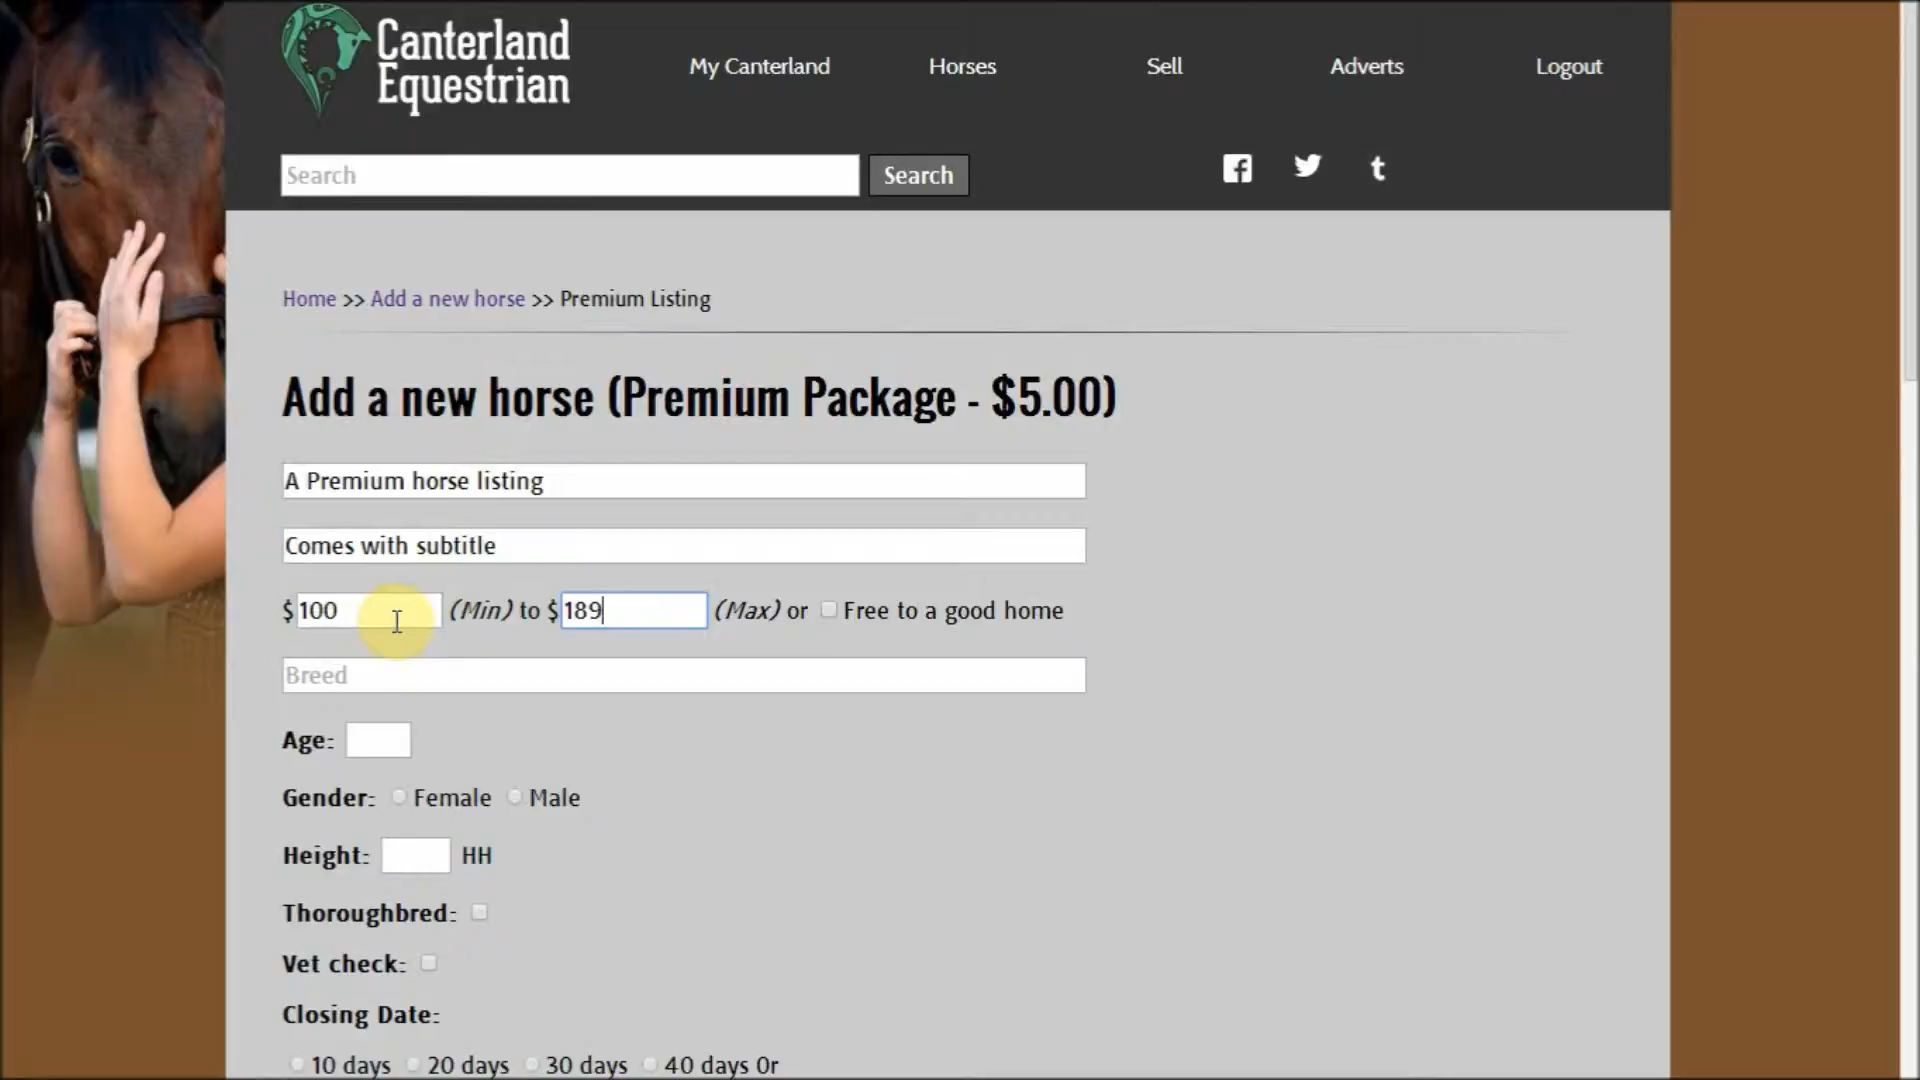 Canterland
Equestrian
My Canterland Horses Sell Adverts Logout
Search Search
Home >> Add a new horse >> Premium Listing
Add a new horse (Premium Package - $5.00)
A Premium horse listing
Comes with subtitle
$ 100 (Min) to $ 189 (Max) or Free to a good home
Breed
Age:
Gender: Female Male
Height: HH
Thoroughbred:
Vet check:
Closing Date:
10 days 20 days 30 days 40 days Or